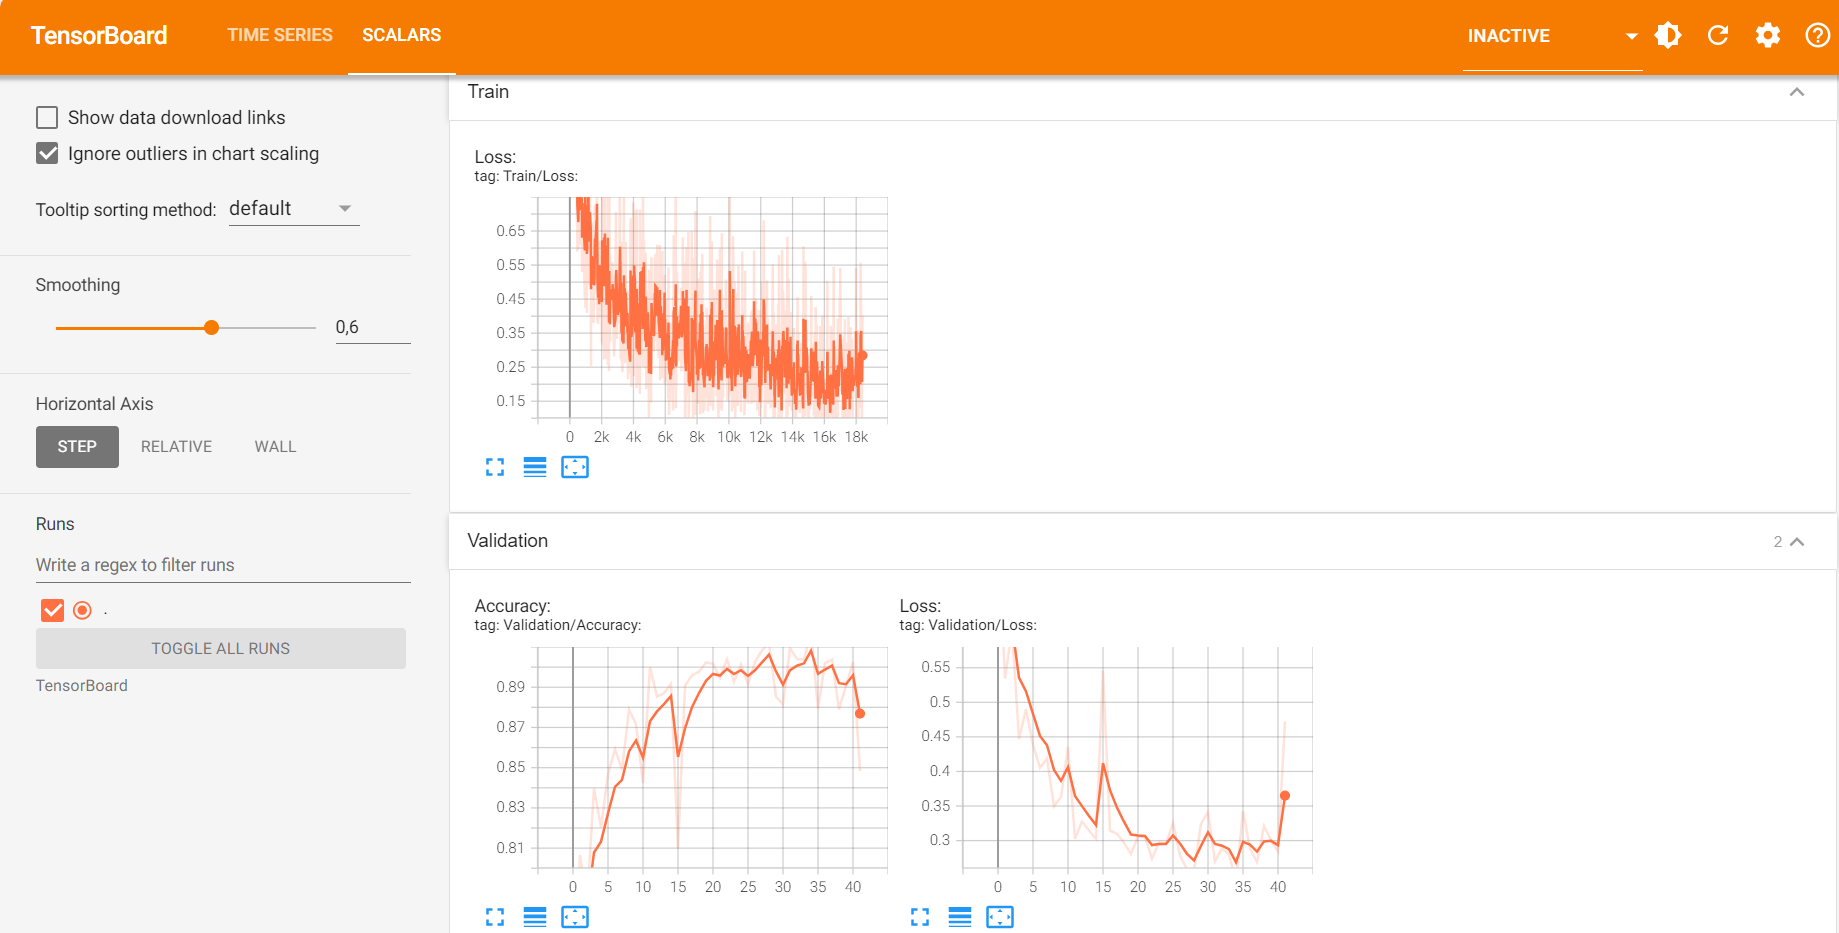 TensorBoard
TIME SERIES
SCALARS
INACTIVE
Show data download links
Ignore outliers in chart scaling
Tooltip sorting method: default
Smoothing
0,6
Horizontal Axis
STEP
RELATIVE
WALL
Runs
Write a regex to filter runs
.
TOGGLE ALL RUNS
TensorBoard
Train
Loss:
tag: Train/Loss:
0.65
0.55
0.45
0.35
0.25
0.15
0 2k 4k 6k 8k 10k 12k 14k 16k 18k
Validation
2
Accuracy:
tag: Validation/Accuracy:
0.89
0.87
0.85
0.83
0.81
0 5 10 15 20 25 30 35 40
Loss:
tag: Validation/Loss:
0.55
0.5
0.45
0.4
0.35
0.3
0 5 10 15 20 25 30 35 40